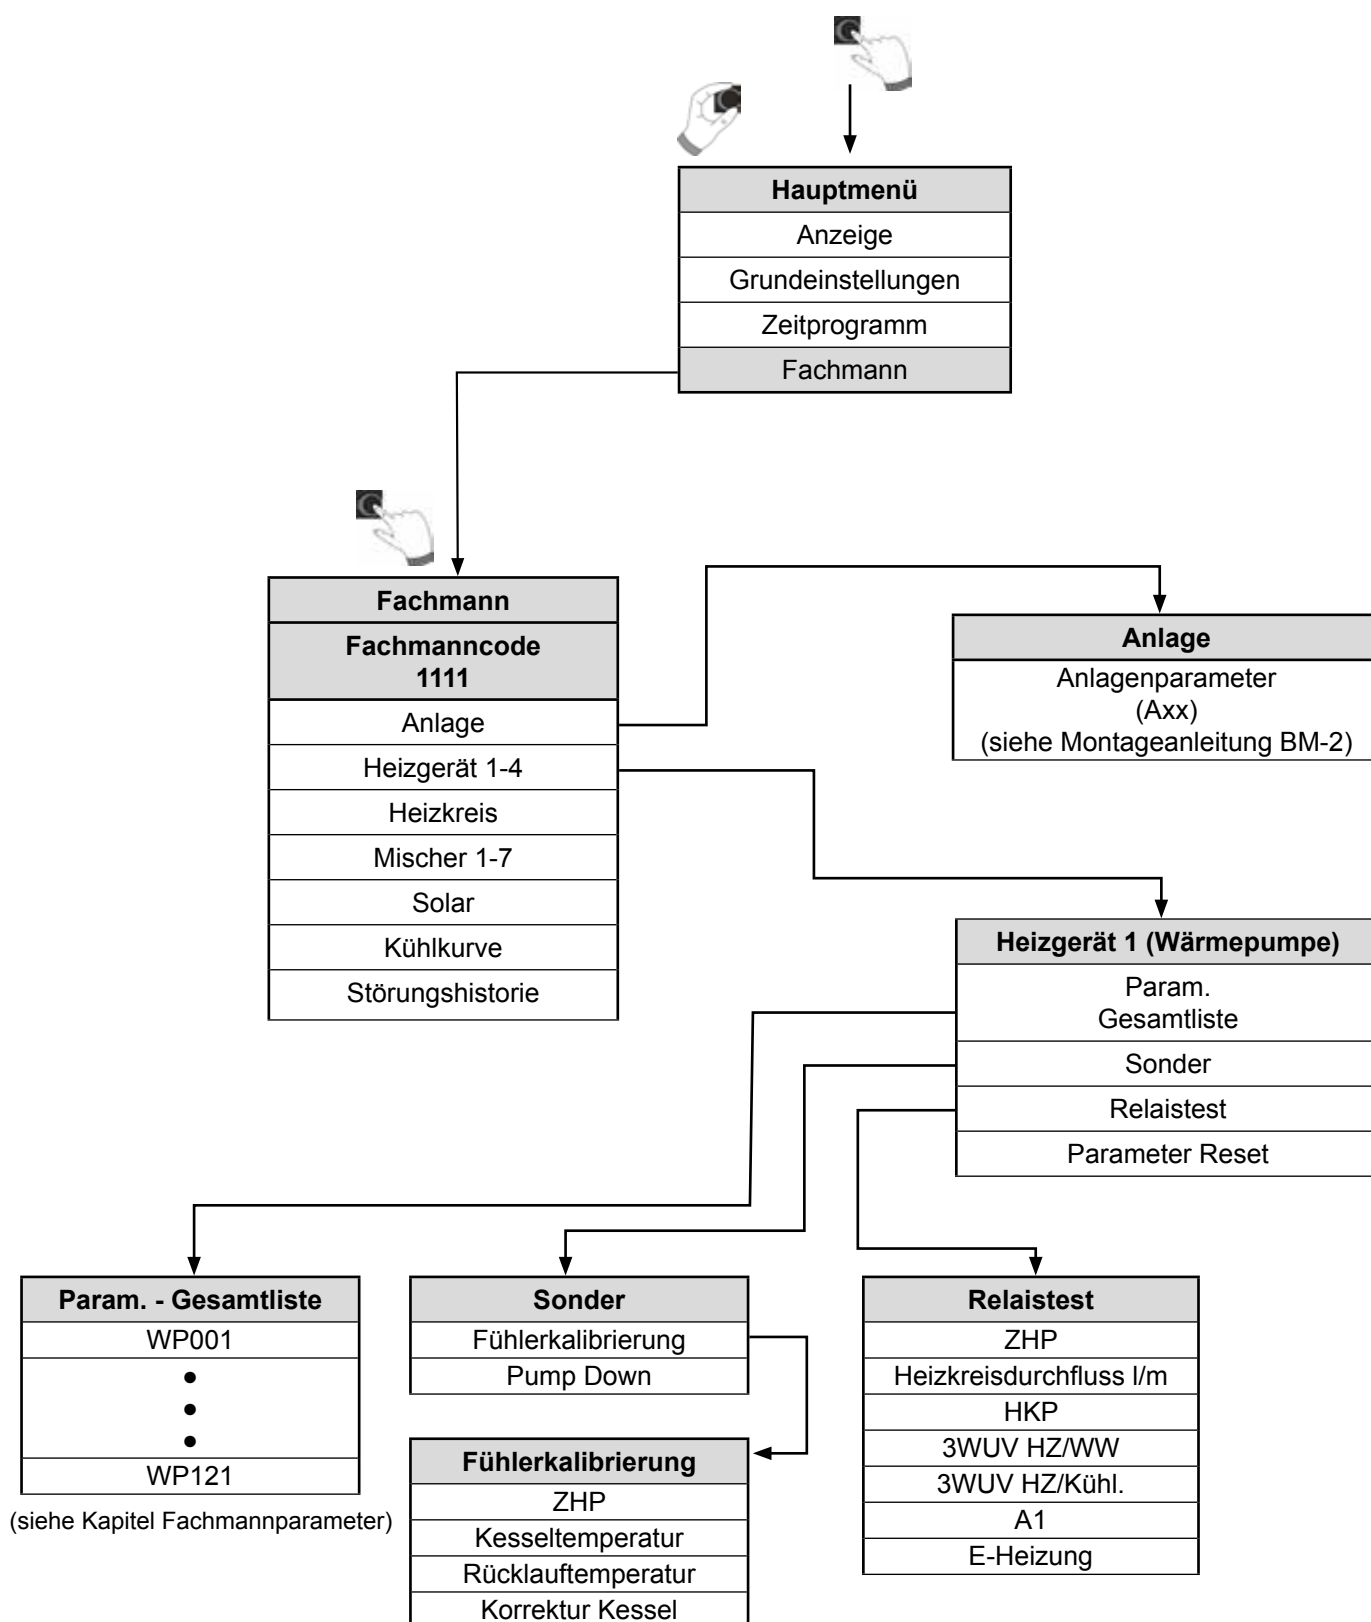 Hauptmenü
Anzeige
Grundeinstellungen
Zeitprogramm
Fachmann
Fachmann
Fachmanncode
1111
Anlage
Heizgerät 1-4
Heizkreis
Mischer 1-7
Solar
Kühlkurve
Störungshistorie
Anlage
Anlagenparameter
(Axx)
(siehe Montageanleitung BM-2)
Heizgerät 1 (Wärmepumpe)
Param.
Gesamtliste
Sonder
Relaistest
Parameter Reset
Param. - Gesamtliste
WP001
●
●
●
WP121
(siehe Kapitel Fachmannparameter)
Sonder
Fühlerkalibrierung
Pump Down
Fühlerkalibrierung
ZHP
Kesseltemperatur
Rücklauftemperatur
Korrektur Kessel
Relaistest
ZHP
Heizkreisdurchfluss l/m
HKP
3WUV HZ/WW
3WUV HZ/Kühl.
A1
E-Heizung